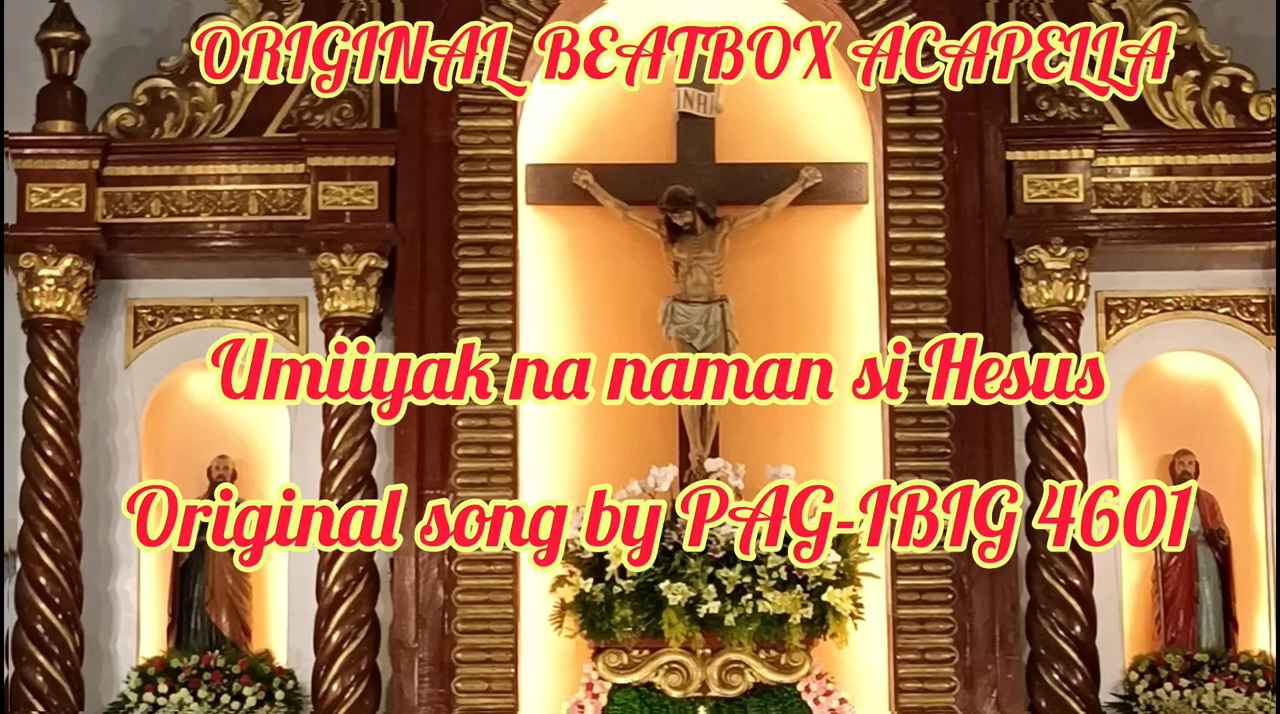 ORIGINAL BEATBOX ACAPELLA
INRI
Umiiyak na naman si Hesus
Original song by PAG-IBIG 4601